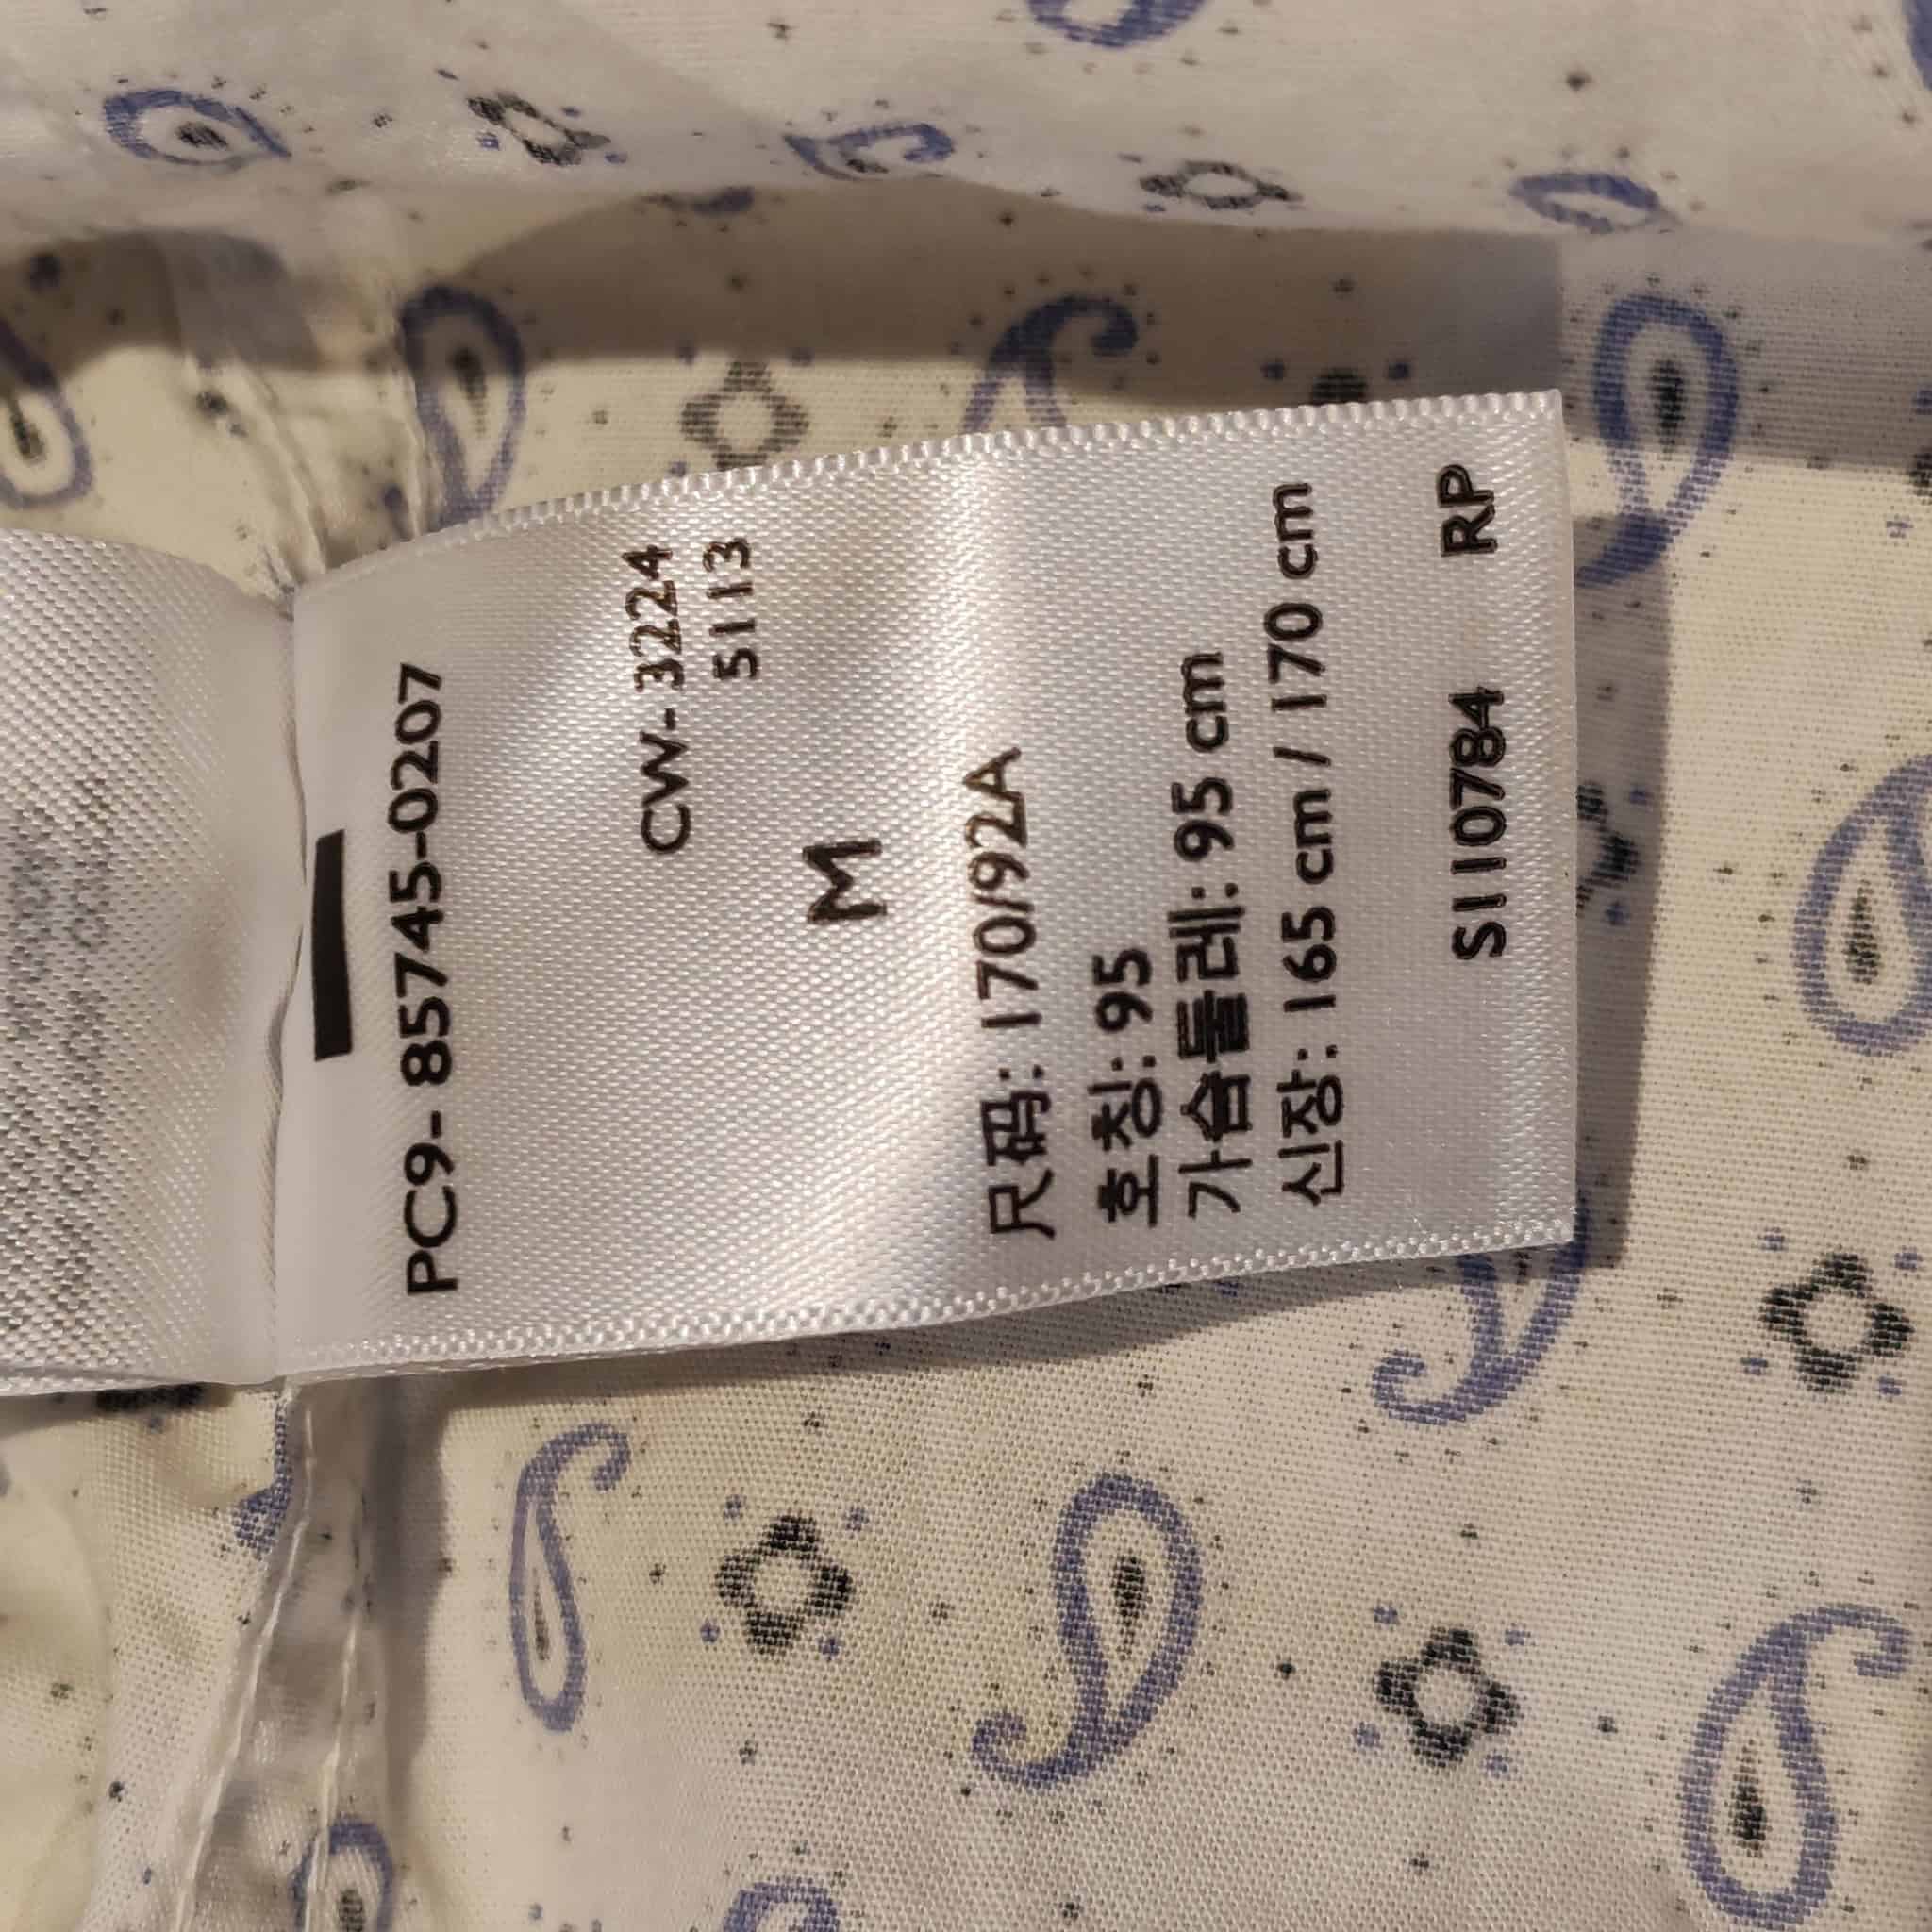 PC9- 85745-0207
CW- 3224
5113
M
尺码: 170/92A
호칭: 95
가슴둘레: 95 cm
신장: 165 cm / 170 cm
S110784 RP